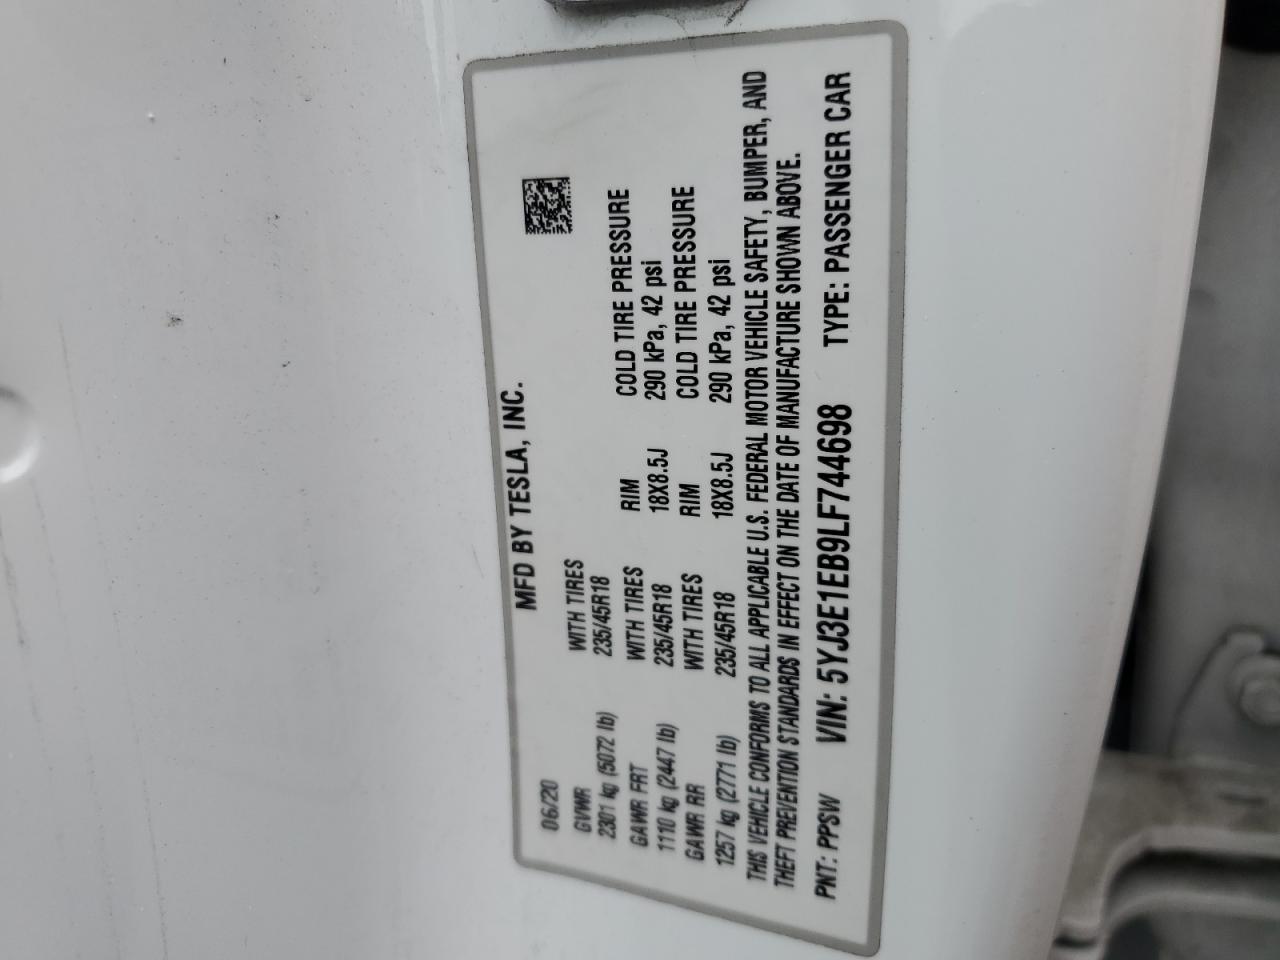 06/20 MFD BY TESLA, INC.
GVWR WITH TIRES
2301 kg (5072 lb) 235/45R18
GAWR FRT WITH TIRES RIM COLD TIRE PRESSURE
1110 kg (2447 lb) 235/45R18 18X8.5J 290 kPa, 42 psi
GAWR RR WITH TIRES RIM COLD TIRE PRESSURE
1257 kg (2771 lb) 235/45R18 18X8.5J 290 kPa, 42 psi
THIS VEHICLE CONFORMS TO ALL APPLICABLE U.S. FEDERAL MOTOR VEHICLE SAFETY, BUMPER, AND
THEFT PREVENTION STANDARDS IN EFFECT ON THE DATE OF MANUFACTURE SHOWN ABOVE.
PNT: PPSW VIN: 5YJ3E1EB9LF744698 TYPE: PASSENGER CAR